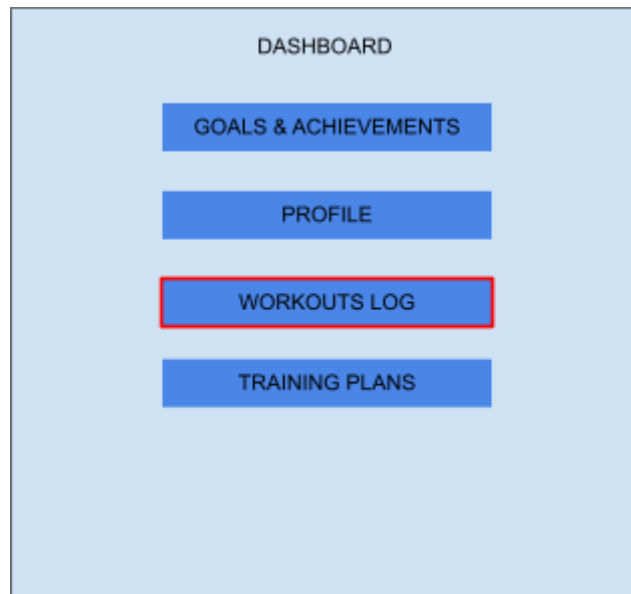 DASHBOARD
GOALS & ACHIEVEMENTS
PROFILE
WORKOUTS LOG
TRAINING PLANS